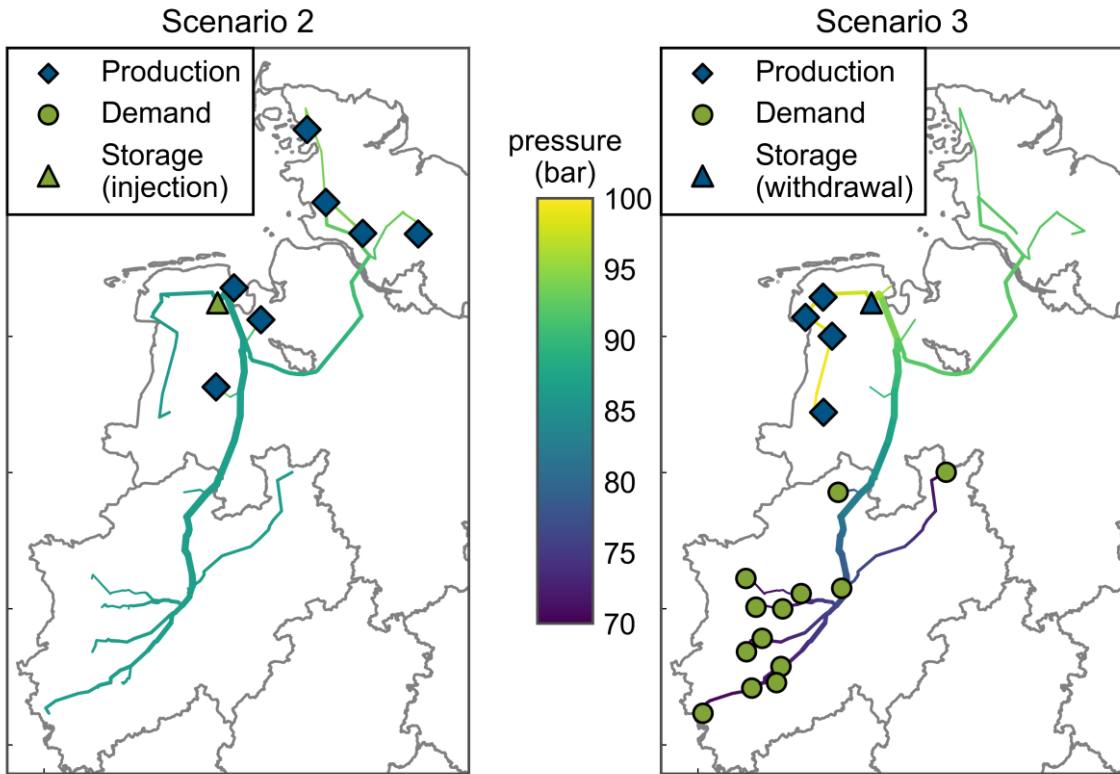 Scenario 2
Production
Demand
Storage
(injection)
pressure
(bar)
100
95
90
85
80
75
70
Scenario 3
Production
Demand
Storage
(withdrawal)